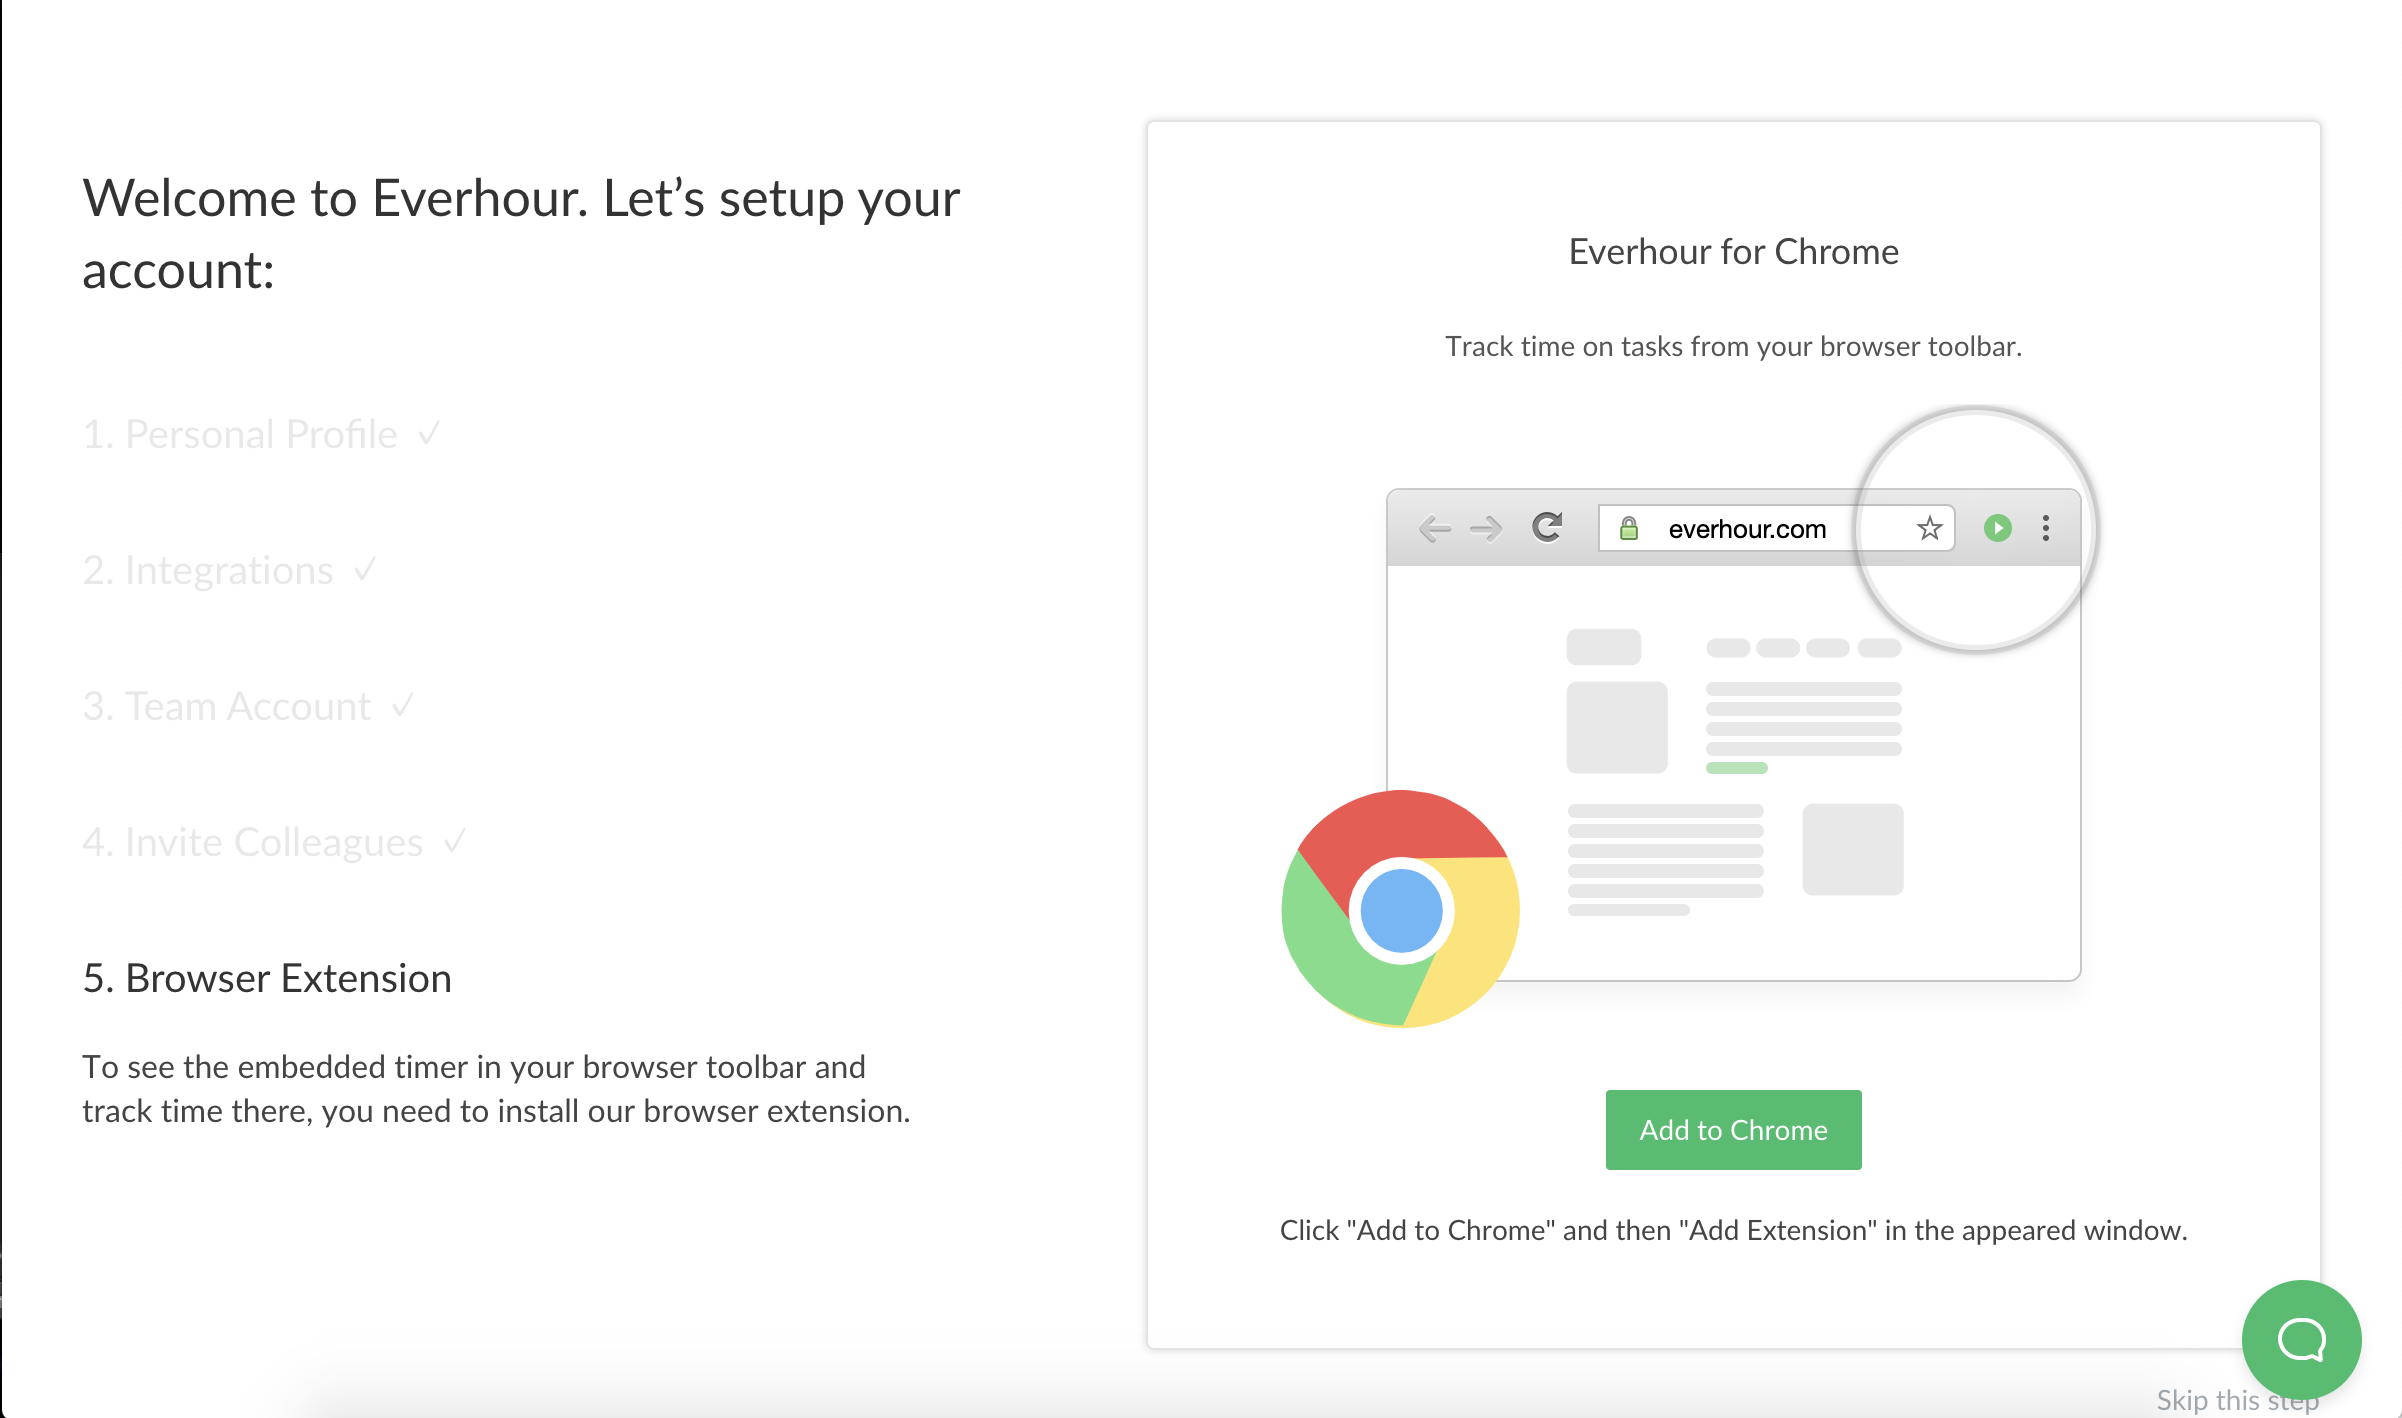 Welcome to Everhour. Let’s setup your
account:
1. Personal Profile ✓
2. Integrations ✓
3. Team Account ✓
4. Invite Colleagues ✓
5. Browser Extension
To see the embedded timer in your browser toolbar and
track time there, you need to install our browser extension.
Everhour for Chrome
Track time on tasks from your browser toolbar.
everhour.com
Add to Chrome
Click "Add to Chrome" and then "Add Extension" in the appeared window.
Skip this step